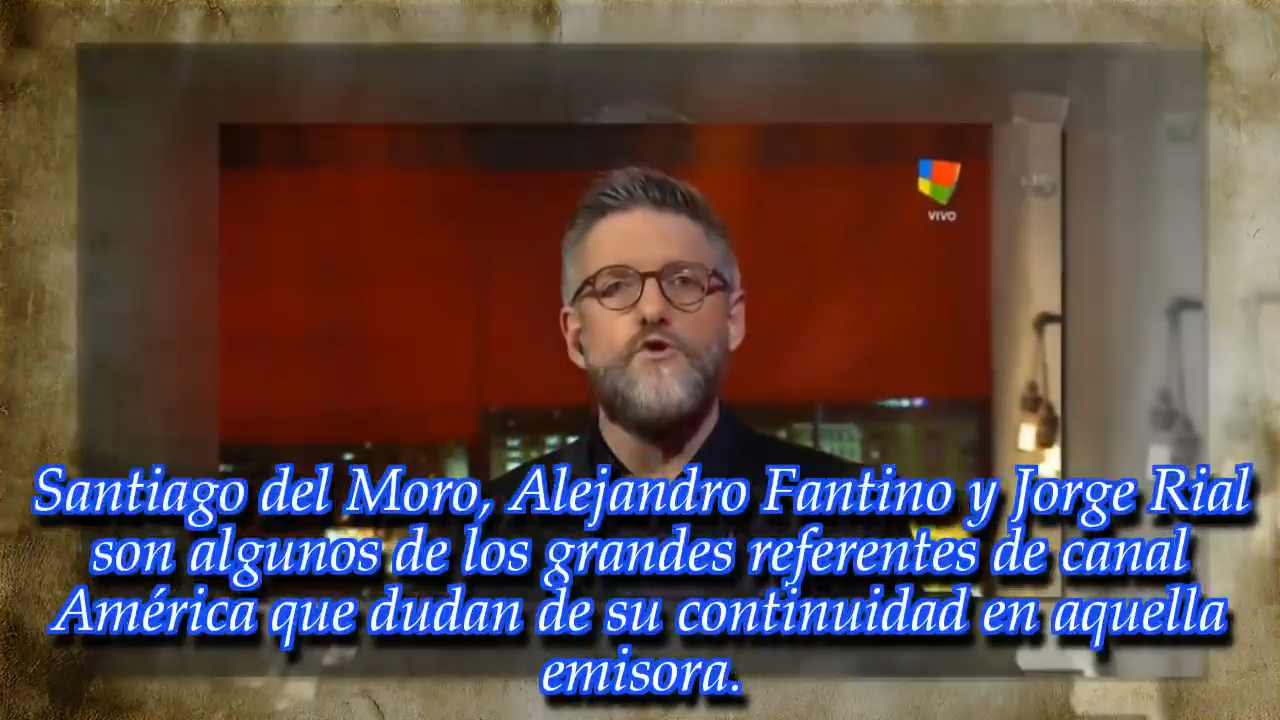 VIVO
Santiago del Moro, Alejandro Fantino y Jorge Rial
son algunos de los grandes referentes de canal
América que dudan de su continuidad en aquella
emisora.